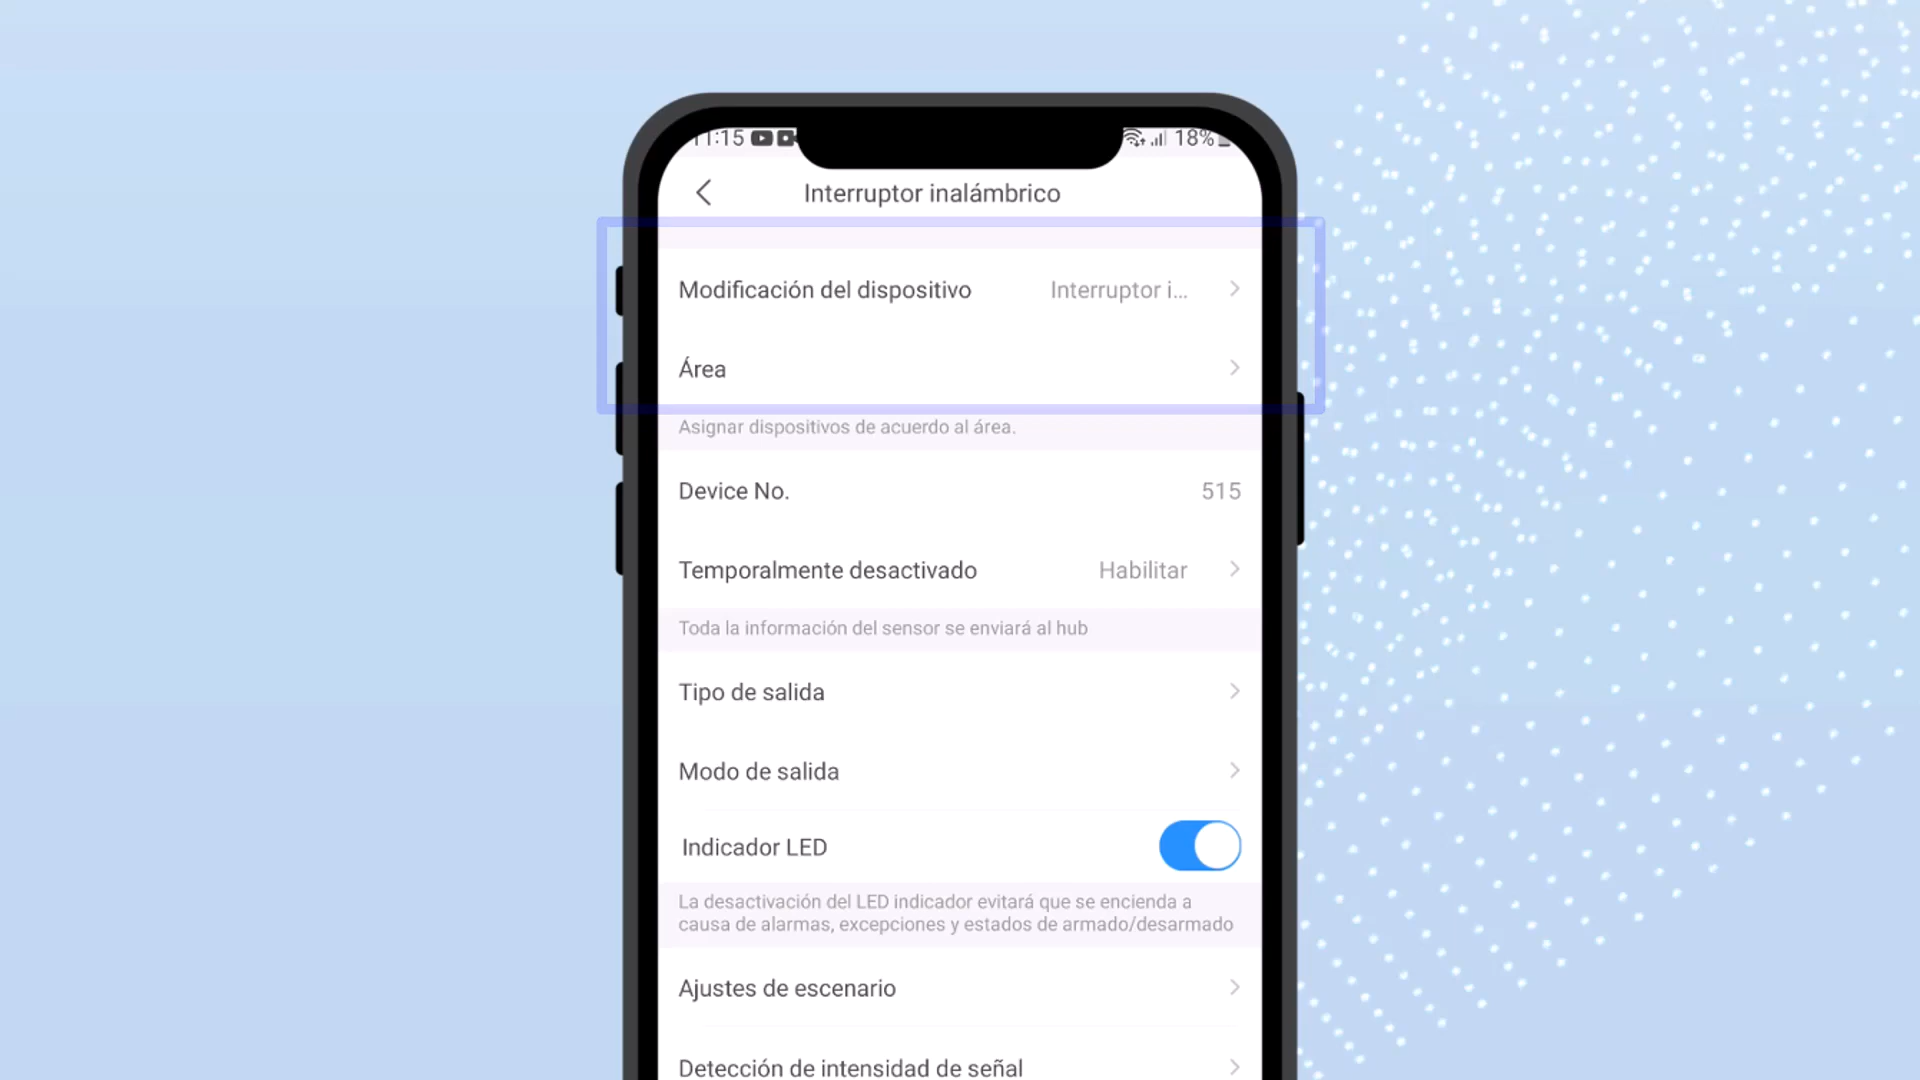 11:15
18%
Interruptor inalámbrico
Modificación del dispositivo
Interruptor i...
Área
Asignar dispositivos de acuerdo al área.
Device No.
515
Temporalmente desactivado
Habilitar
Toda la información del sensor se enviará al hub
Tipo de salida
Modo de salida
Indicador LED
La desactivación del LED indicador evitará que se encienda a
causa de alarmas, excepciones y estados de armado/desarmado
Ajustes de escenario
Detección de intensidad de señal